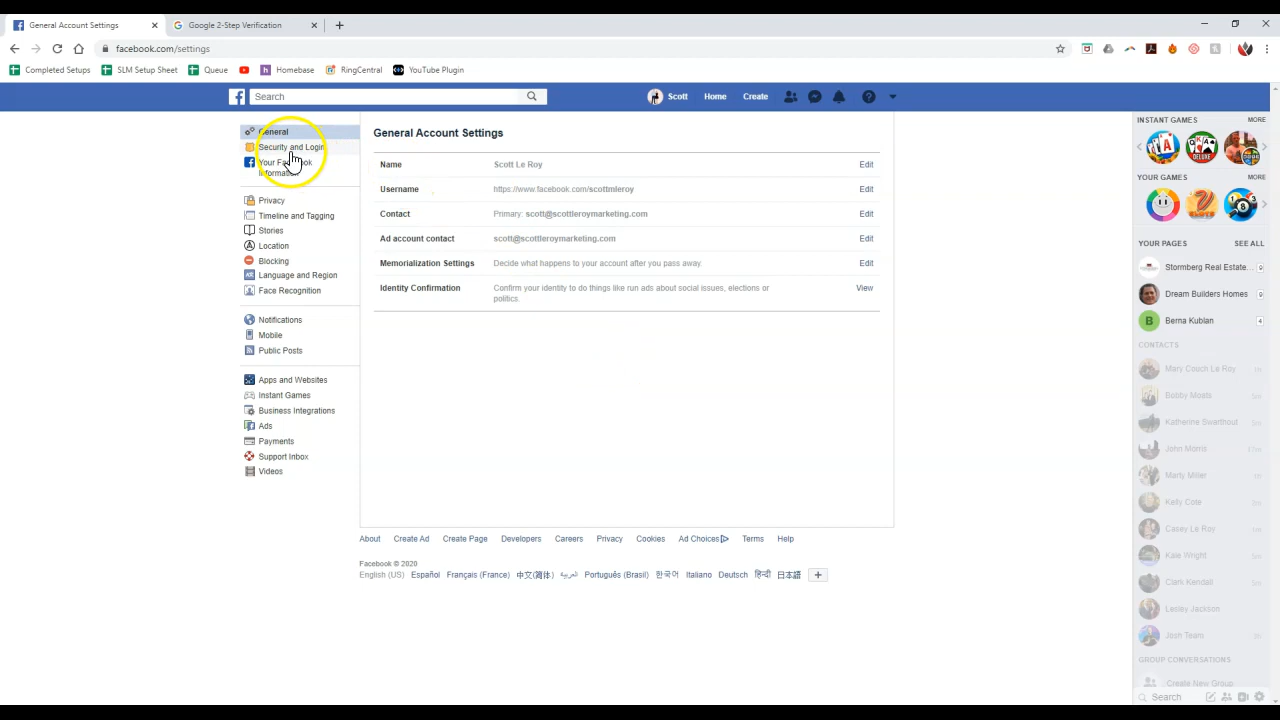 General Account Settings
Google 2-Step Verification
facebook.com/settings
Completed Setups
SLM Setup Sheet
Queue
Homebase
RingCentral
YouTube Plugin
Search
Scott
Home
Create
General
Security and Login
Your Facebook
Information
Privacy
Timeline and Tagging
Stories
Location
Blocking
Language and Region
Face Recognition
Notifications
Mobile
Public Posts
Apps and Websites
Instant Games
Business Integrations
Ads
Payments
Support Inbox
Videos
General Account Settings
Name Scott Le Roy Edit
Username https://www.facebook.com/scottmleroy Edit
Contact Primary: scott@scottleroymarketing.com Edit
Ad account contact scott@scottleroymarketing.com Edit
Memorialization Settings Decide what happens to your account after you pass away. Edit
Identity Confirmation Confirm your identity to do things like run ads about social issues, elections or View
politics.
About Create Ad Create Page Developers Careers Privacy Cookies Ad Choices Terms Help
Facebook © 2020
English (US) Español Français (France) 中文(简体) العربية Português (Brasil) 한국어 Italiano Deutsch हिन्दी 日本語
INSTANT GAMES MORE
YOUR GAMES MORE
YOUR PAGES SEE ALL
Stormberg Real Estate... 9
Dream Builders Homes 9
B Berna Kublan 4
CONTACTS
Mary Couch Le Roy
Bobby Mosts
Katherine Swarthout
John Morris
Marty Miller
Kelly Cote
Casey Le Roy
Kale Wright
Clark Kendall
Lesley Jackson
Josh Team
GROUP CONVERSATIONS
Create New Group
Search